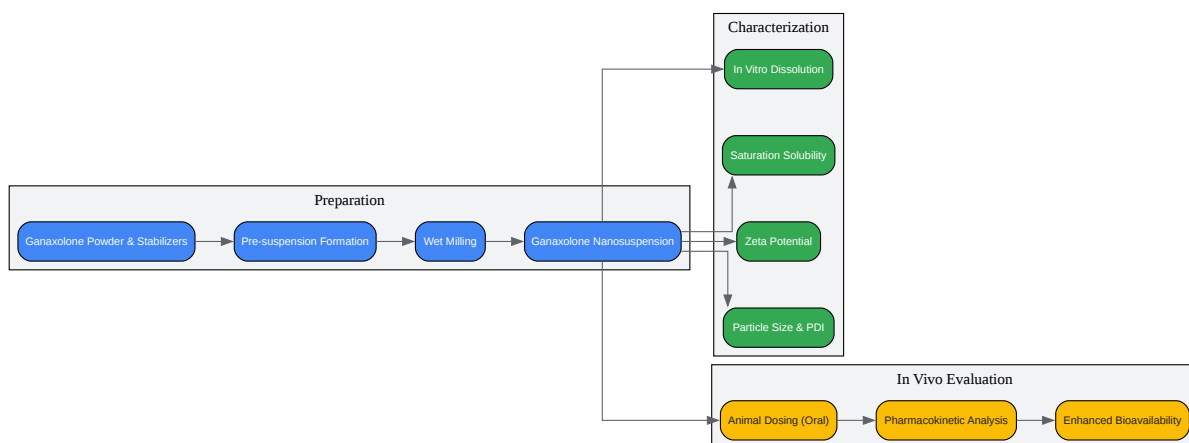 Characterization
In Vitro Dissolution
Saturation Solubility
Preparation
Ganaxolone Powder & Stabilizers
Pre-suspension Formation
Wet Milling
Ganaxolone Nanosuspension
Zeta Potential
Particle Size & PDI
In Vivo Evaluation
Animal Dosing (Oral)
Pharmacokinetic Analysis
Enhanced Bioavailability